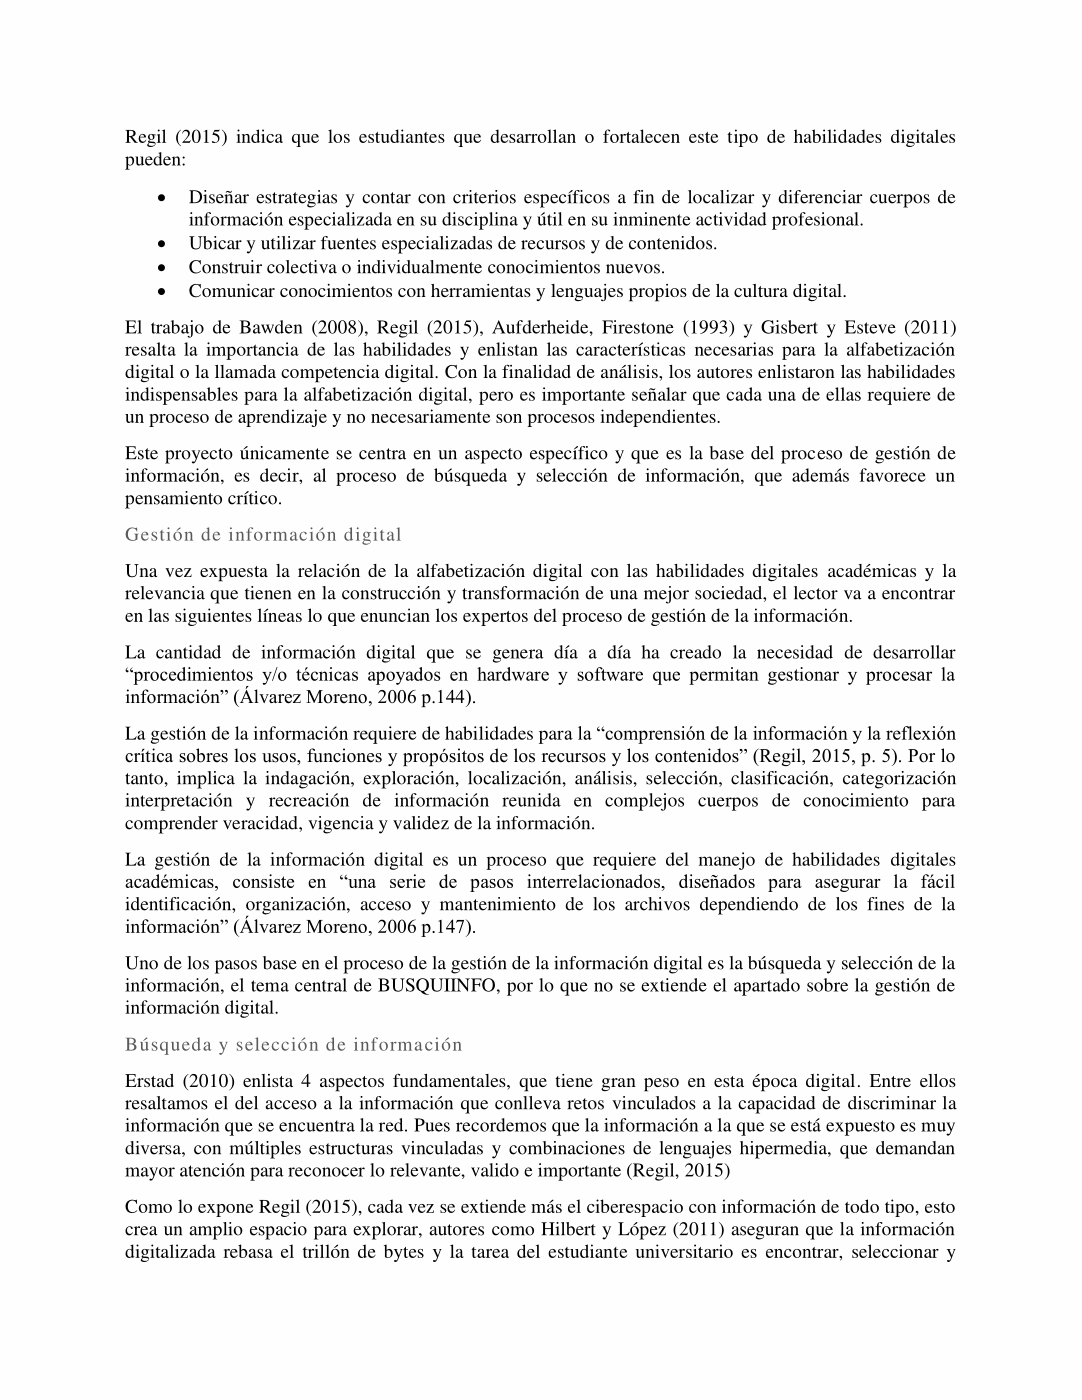 Regil (2015) indica que los estudiantes que desarrollan o fortalecen este tipo de habilidades digitales
pueden:
• Diseñar estrategias y contar con criterios específicos a fin de localizar y diferenciar cuerpos de
información especializada en su disciplina y útil en su inminente actividad profesional.
• Ubicar y utilizar fuentes especializadas de recursos y de contenidos.
• Construir colectiva o individualmente conocimientos nuevos.
• Comunicar conocimientos con herramientas y lenguajes propios de la cultura digital.
El trabajo de Bawden (2008), Regil (2015), Aufderheide, Firestone (1993) y Gisbert y Esteve (2011)
resalta la importancia de las habilidades y enlistan las características necesarias para la alfabetización
digital o la llamada competencia digital. Con la finalidad de análisis, los autores enlistaron las habilidades
indispensables para la alfabetización digital, pero es importante señalar que cada una de ellas requiere de
un proceso de aprendizaje y no necesariamente son procesos independientes.
Este proyecto únicamente se centra en un aspecto específico y que es la base del proceso de gestión de
información, es decir, al proceso de búsqueda y selección de información, que además favorece un
pensamiento crítico.
Gestión de información digital
Una vez expuesta la relación de la alfabetización digital con las habilidades digitales académicas y la
relevancia que tienen en la construcción y transformación de una mejor sociedad, el lector va a encontrar
en las siguientes líneas lo que enuncian los expertos del proceso de gestión de la información.
La cantidad de información digital que se genera día a día ha creado la necesidad de desarrollar
“procedimientos y/o técnicas apoyados en hardware y software que permitan gestionar y procesar la
información” (Álvarez Moreno, 2006 p.144).
La gestión de la información requiere de habilidades para la “comprensión de la información y la reflexión
crítica sobre los usos, funciones y propósitos de los recursos y los contenidos” (Regil, 2015, p. 5). Por lo
tanto, implica la indagación, exploración, localización, análisis, selección, clasificación, categorización
interpretación y recreación de información reunida en complejos cuerpos de conocimiento para
comprender veracidad, vigencia y validez de la información.
La gestión de la información digital es un proceso que requiere del manejo de habilidades digitales
académicas, consiste en “una serie de pasos interrelacionados, diseñados para asegurar la fácil
identificación, organización, acceso y mantenimiento de los archivos dependiendo de los fines de la
información” (Álvarez Moreno, 2006 p.147).
Uno de los pasos base en el proceso de la gestión de la información digital es la búsqueda y selección de la
información, el tema central de BUSQUIINFO, por lo que no se extiende el apartado sobre la gestión de
información digital.
Búsqueda y selección de información
Erstad (2010) enlista 4 aspectos fundamentales, que tiene gran peso en esta época digital. Entre ellos
resaltamos el del acceso a la información que conlleva retos vinculados a la capacidad de discriminar la
información que se encuentra la red. Pues recordemos que la información a la que se está expuesto es muy
diversa, con múltiples estructuras vinculadas y combinaciones de lenguajes hipermedia, que demandan
mayor atención para reconocer lo relevante, valido e importante (Regil, 2015)
Como lo expone Regil (2015), cada vez se extiende más el ciberespacio con información de todo tipo, esto
crea un amplio espacio para explorar, autores como Hilbert y López (2011) aseguran que la información
digitalizada rebasa el trillón de bytes y la tarea del estudiante universitario es encontrar, seleccionar y